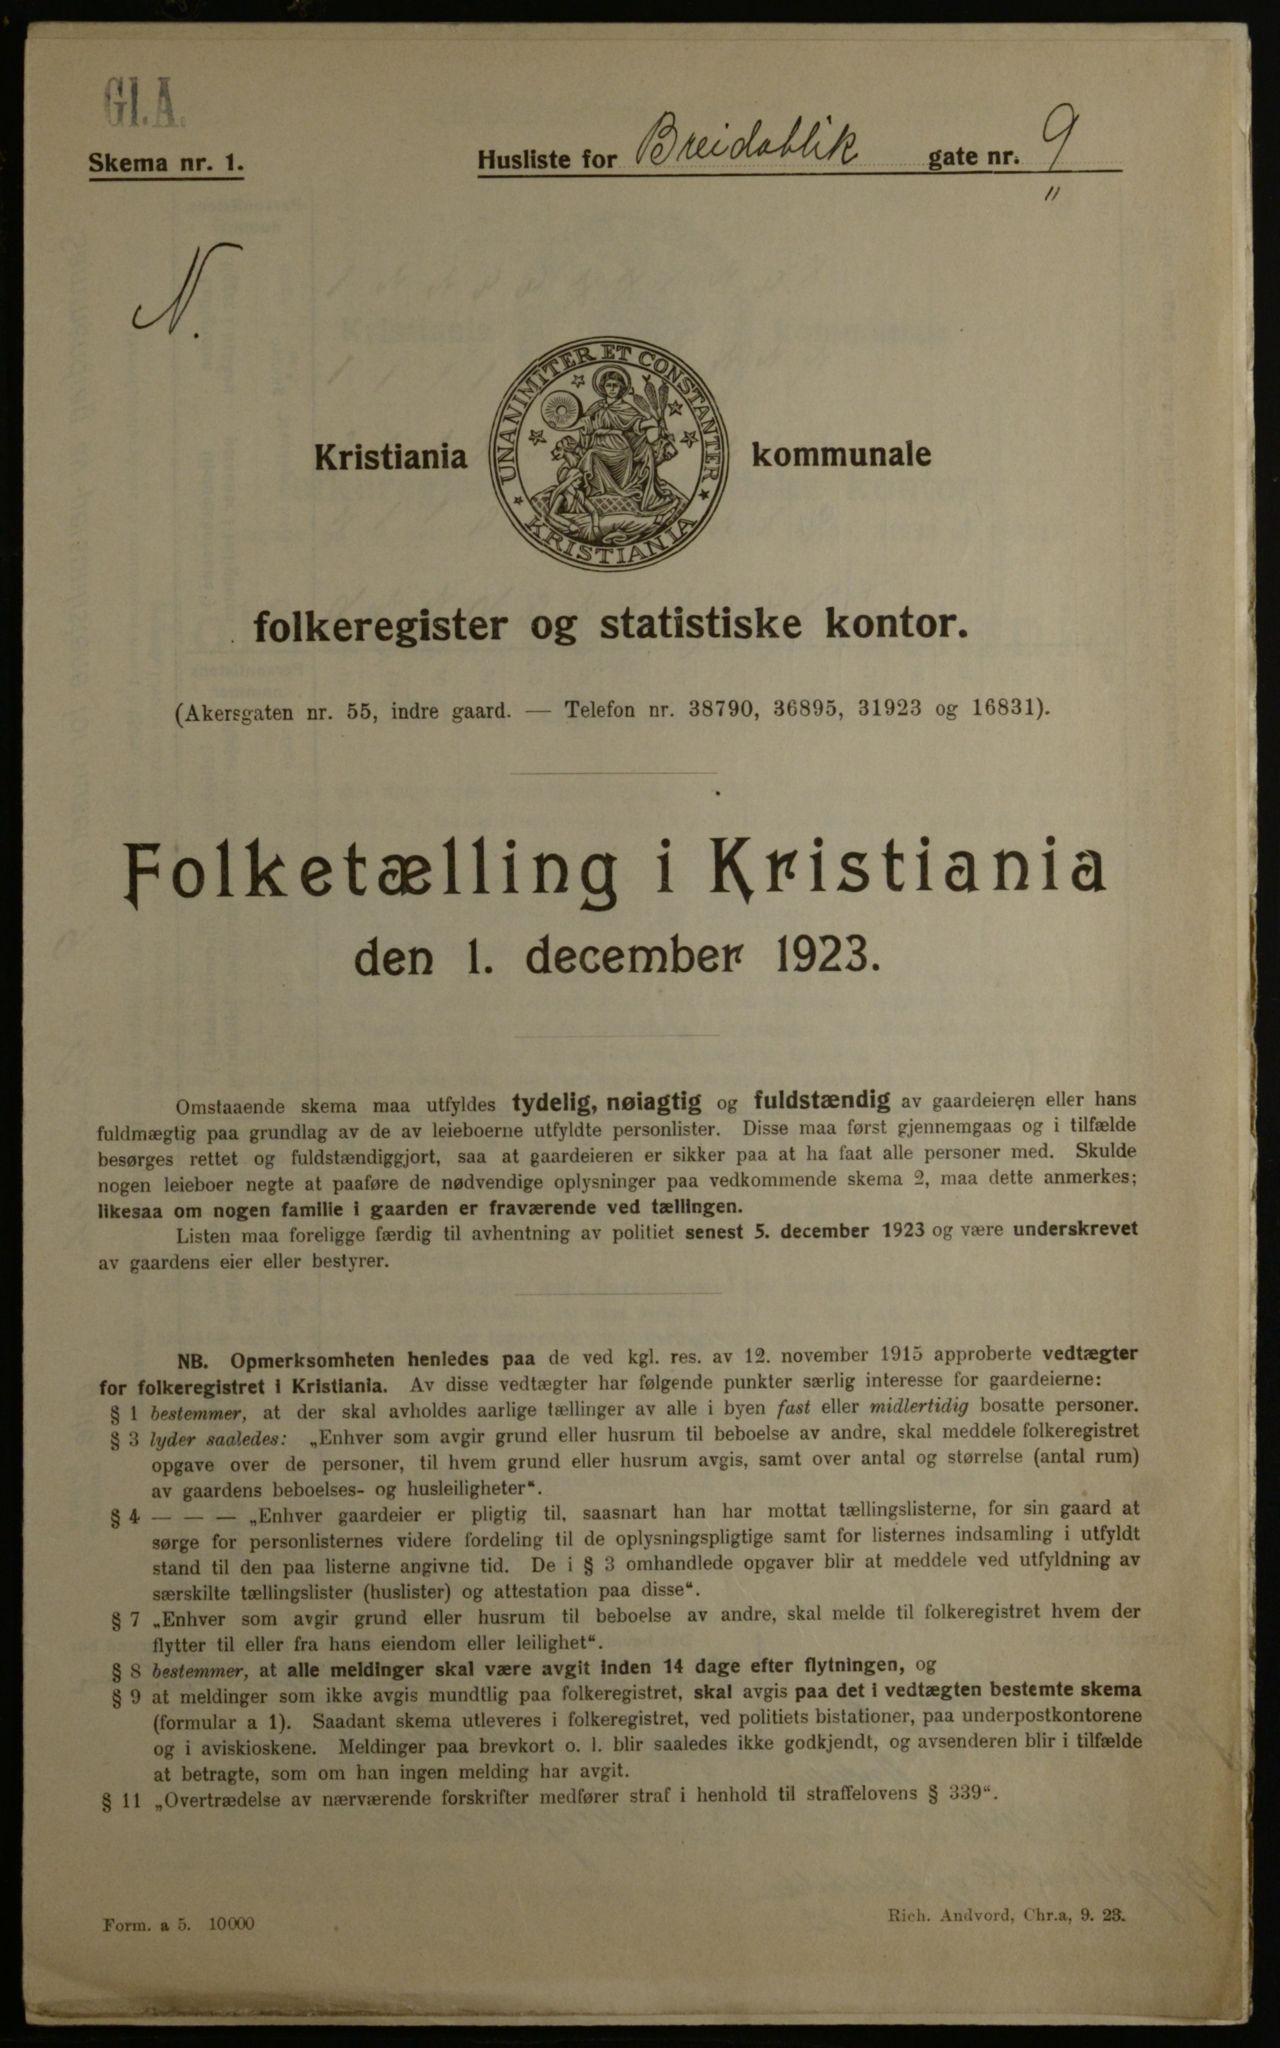 Gl.A.
Skema nr. 1.
Husliste for Breidablik gate nr. 9
N.
UNANIMITER ET CONSTANTER
KRISTIANIA
Kristiania kommunale
folkeregister og statistiske kontor.
(Akersgaten nr. 55, indre gaard. — Telefon nr. 38790, 36895, 31923 og 16831).
Folketælling i Kristiania
den 1. december 1923.
Omstaaende skema maa utfyldes tydelig, nøiagtig og fuldstændig av gaardeieren eller hans
fuldmægtig paa grundlag av de av leieboerne utfyldte personlister. Disse maa først gjennemgaas og i tilfælde
besørges rettet og fuldstændiggjort, saa at gaardeieren er sikker paa at ha faat alle personer med. Skulde
nogen leieboer negte at paaføre de nødvendige oplysninger paa vedkommende skema 2, maa dette anmerkes;
likesaa om nogen familie i gaarden er fraværende ved tællingen.
Listen maa foreligge færdig til avhentning av politiet senest 5. december 1923 og være underskrevet
av gaardens eier eller bestyrer.
NB. Opmerksomheten henledes paa de ved kgl. res. av 12. november 1915 approberte vedtægter
for folkeregistret i Kristiania. Av disse vedtægter har følgende punkter særlig interesse for gaardeierne:
§ 1 bestemmer, at der skal avholdes aarlige tællinger av alle i byen fast eller midlertidig bosatte personer.
§ 3 lyder saaledes: „Enhver som avgir grund eller husrum til beboelse av andre, skal meddele folkeregistret
opgave over de personer, til hvem grund eller husrum avgis, samt over antal og størrelse (antal rum)
av gaardens beboelses- og husleiligheter“.
§ 4 — — — „Enhver gaardeier er pligtig til, saasnart han har mottat tællingslisterne, for sin gaard at
sørge for personlisternes videre fordeling til de oplysningspligtige samt for listernes indsamling i utfyldt
stand til den paa listerne angivne tid. De i § 3 omhandlede opgaver blir at meddele ved utfyldning av
særskilte tællingslister (huslister) og attestation paa disse“.
§ 7 „Enhver som avgir grund eller husrum til beboelse av andre, skal melde til folkeregistret hvem der
flytter til eller fra hans eiendom eller leilighet“.
§ 8 bestemmer, at alle meldinger skal være avgit inden 14 dage efter flytningen, og
§ 9 at meldinger som ikke avgis mundtlig paa folkeregistret, skal avgis paa det i vedtægten bestemte skema
(formular a 1). Saadant skema utleveres i folkeregistret, ved politiets bistationer, paa underpostkontorene
og i aviskioskene. Meldinger paa brevkort o. l. blir saaledes ikke godkjendt, og avsenderen blir i tilfælde
at betragte, som om han ingen melding har avgit.
§ 11 „Overtrædelse av nærværende forskrifter medfører straf i henhold til straffelovens § 339“.
Form. a 5. 10000
Rich. Andvord, Chr.a, 9. 23.